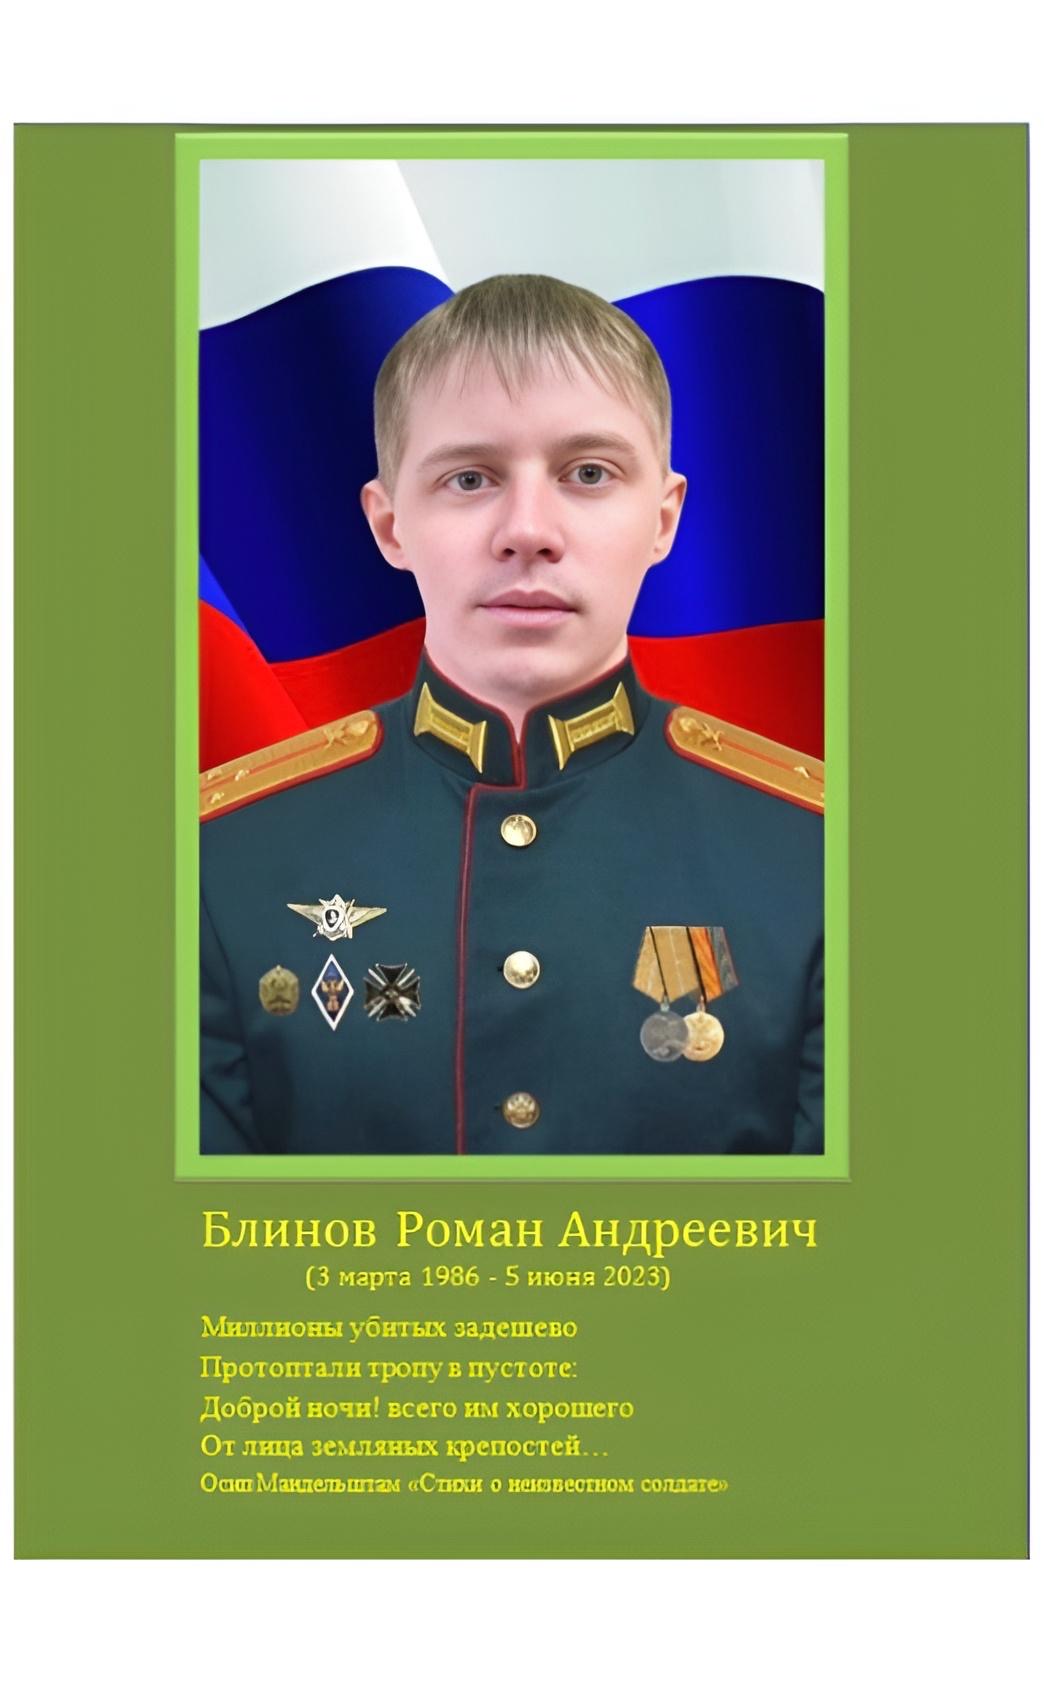 Блинов Роман Андреевич
(3 марта 1986 - 5 июня 2023)
Миллионы убитых задешево
Протоптали тропу в пустоте:
Доброй ночи! всего им хорошего
От лица земляных крепостей...
Осип Мандельштам «Стихи о неизвестном солдате»